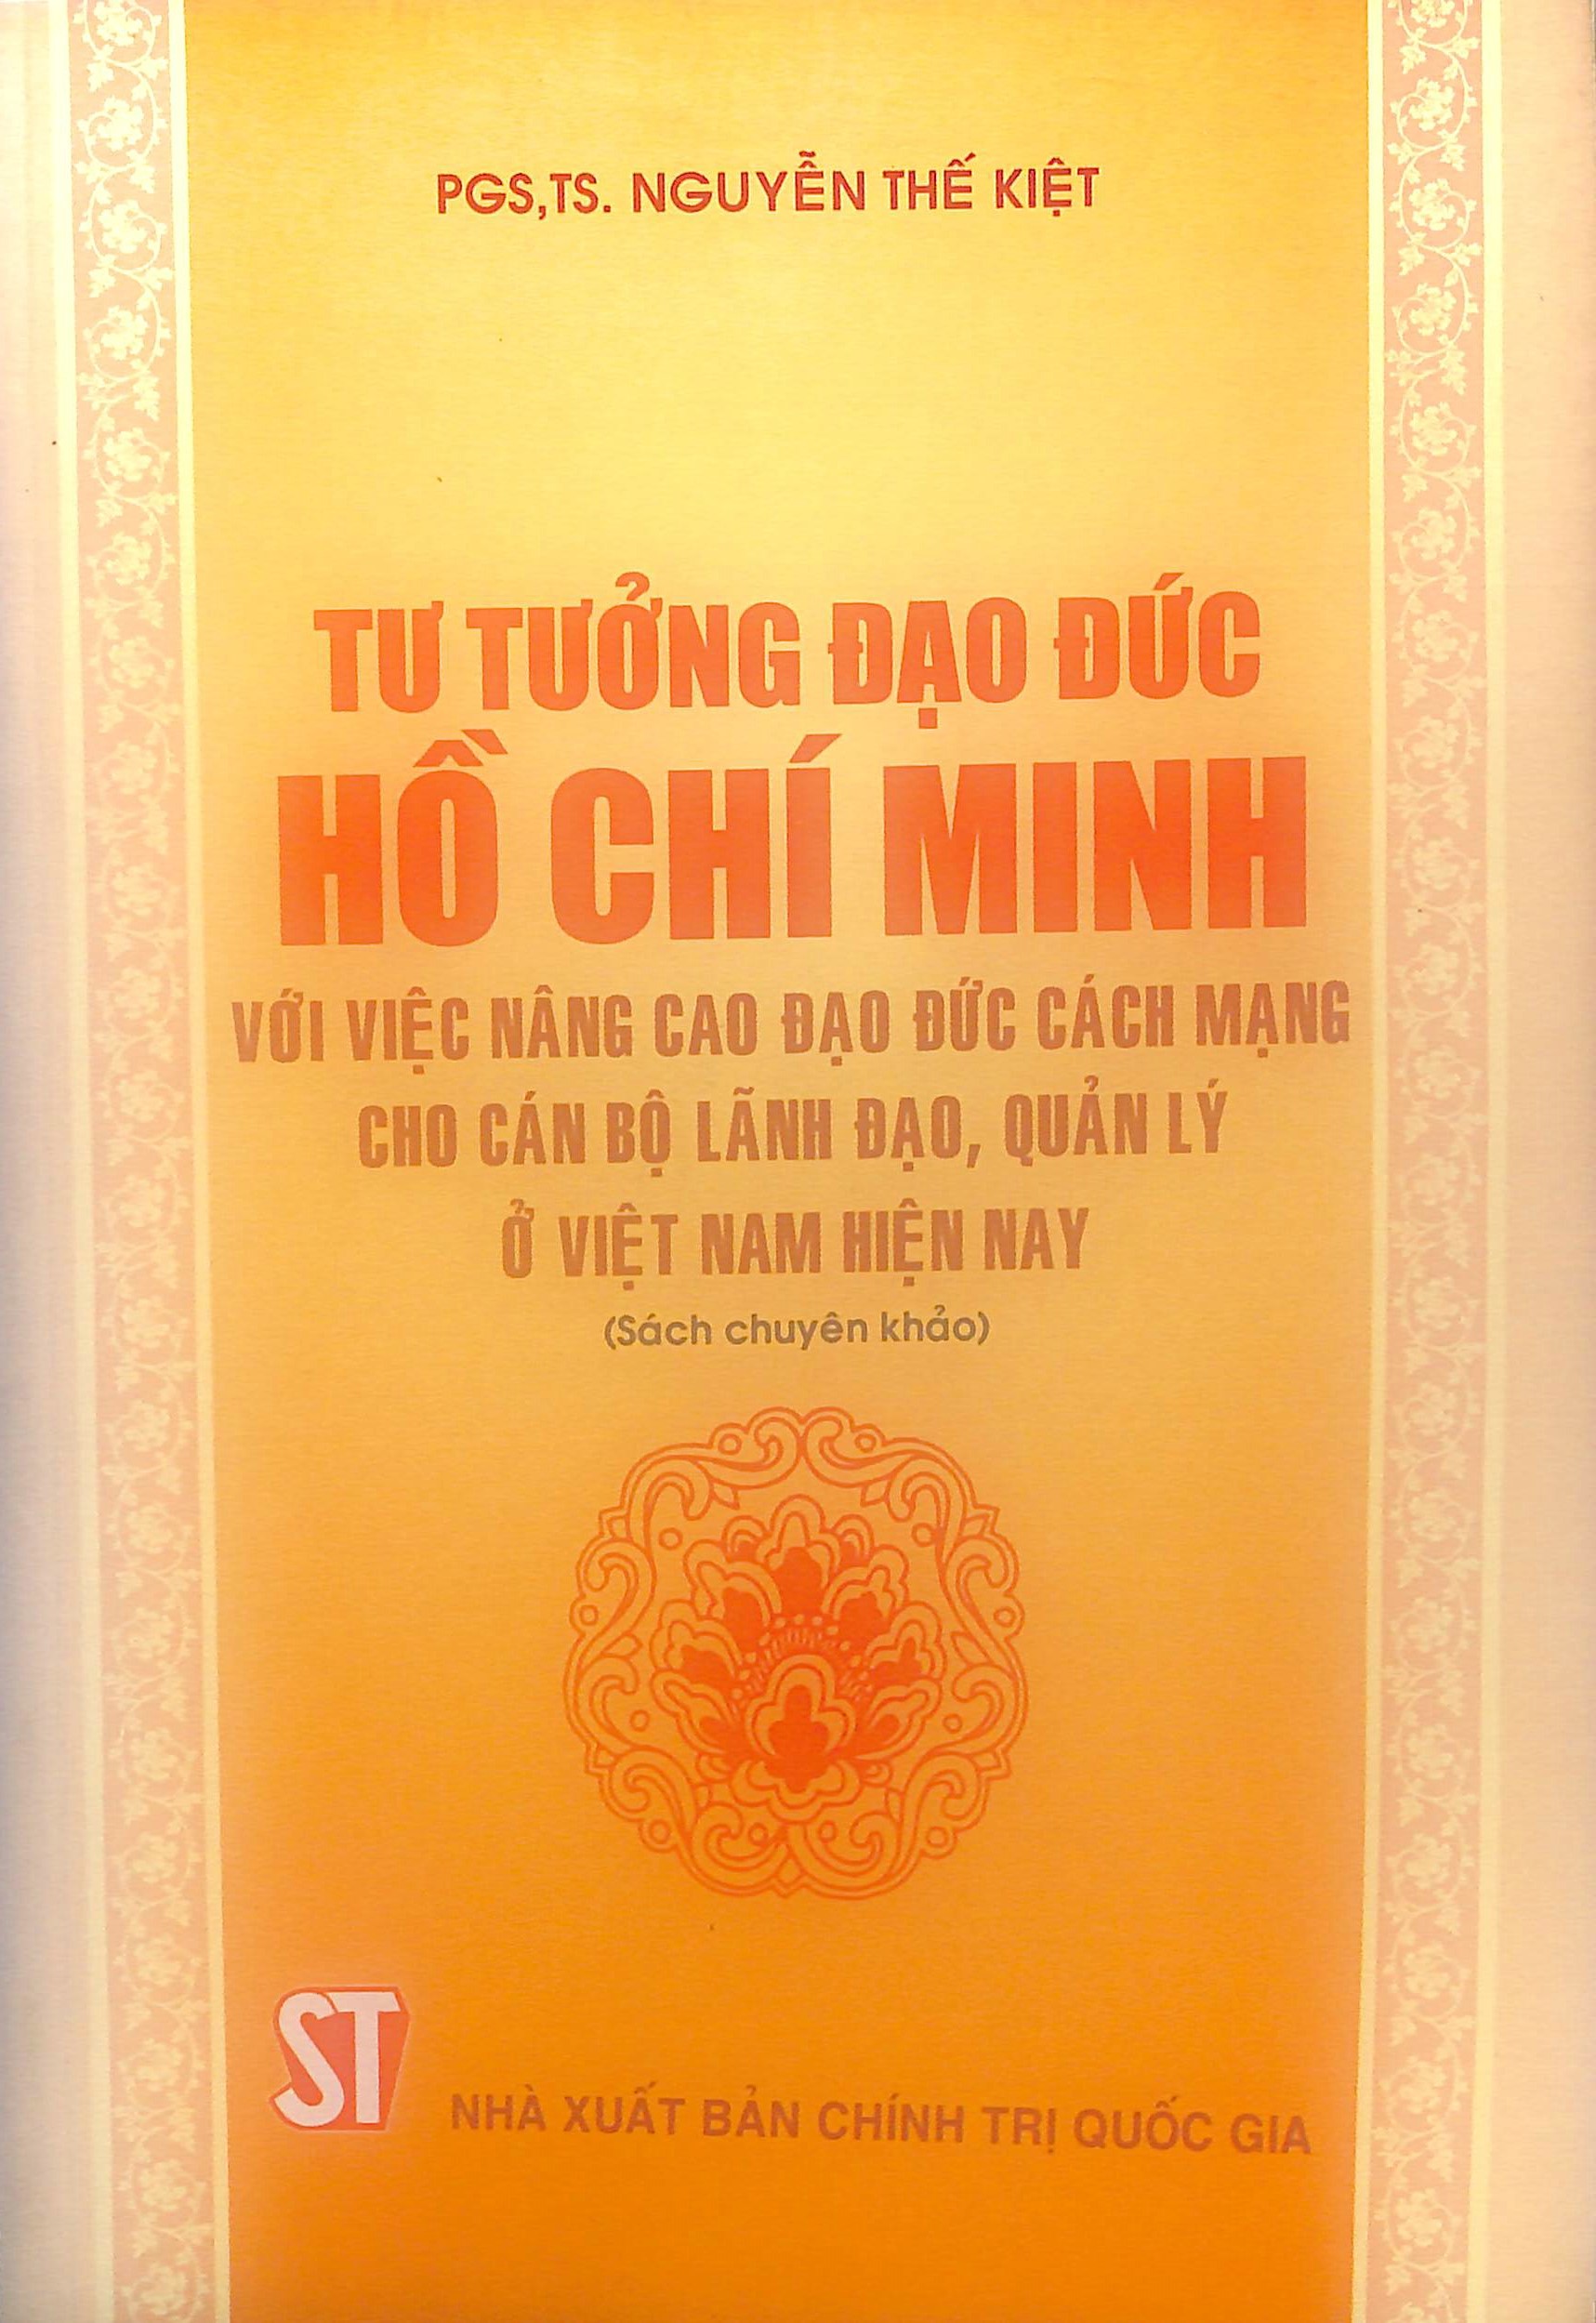 PGS,TS. NGUYỄN THẾ KIỆT
TƯ TƯỞNG ĐẠO ĐỨC
HỒ CHÍ MINH
VỚI VIỆC NÂNG CAO ĐẠO ĐỨC CÁCH MẠNG
CHO CÁN BỘ LÃNH ĐẠO, QUẢN LÝ
Ở VIỆT NAM HIỆN NAY
(Sách chuyên khảo)
ST
NHÀ XUẤT BẢN CHÍNH TRỊ QUỐC GIA